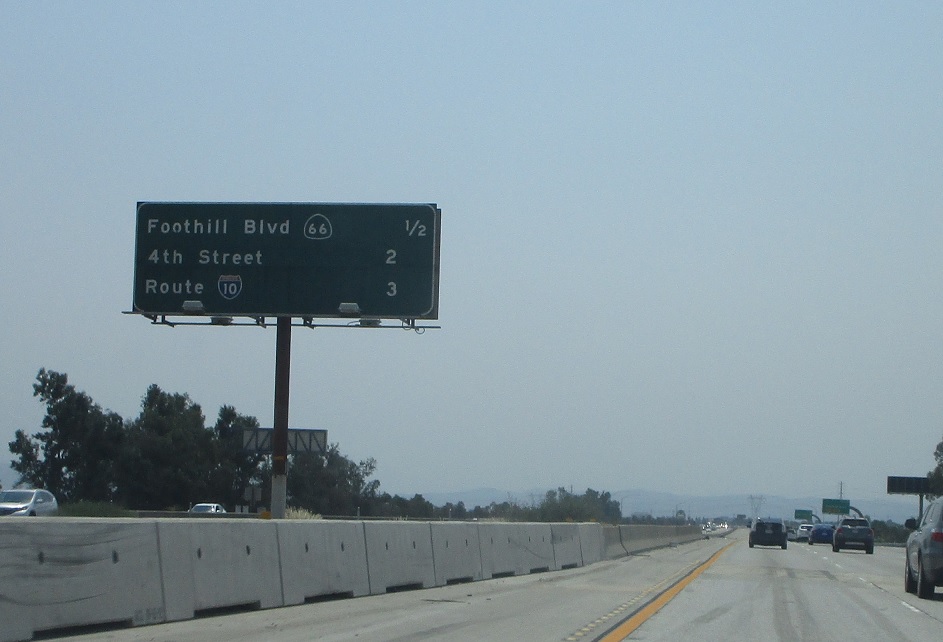 Foothill Blvd 66 1/2
4th Street 2
Route 10 3